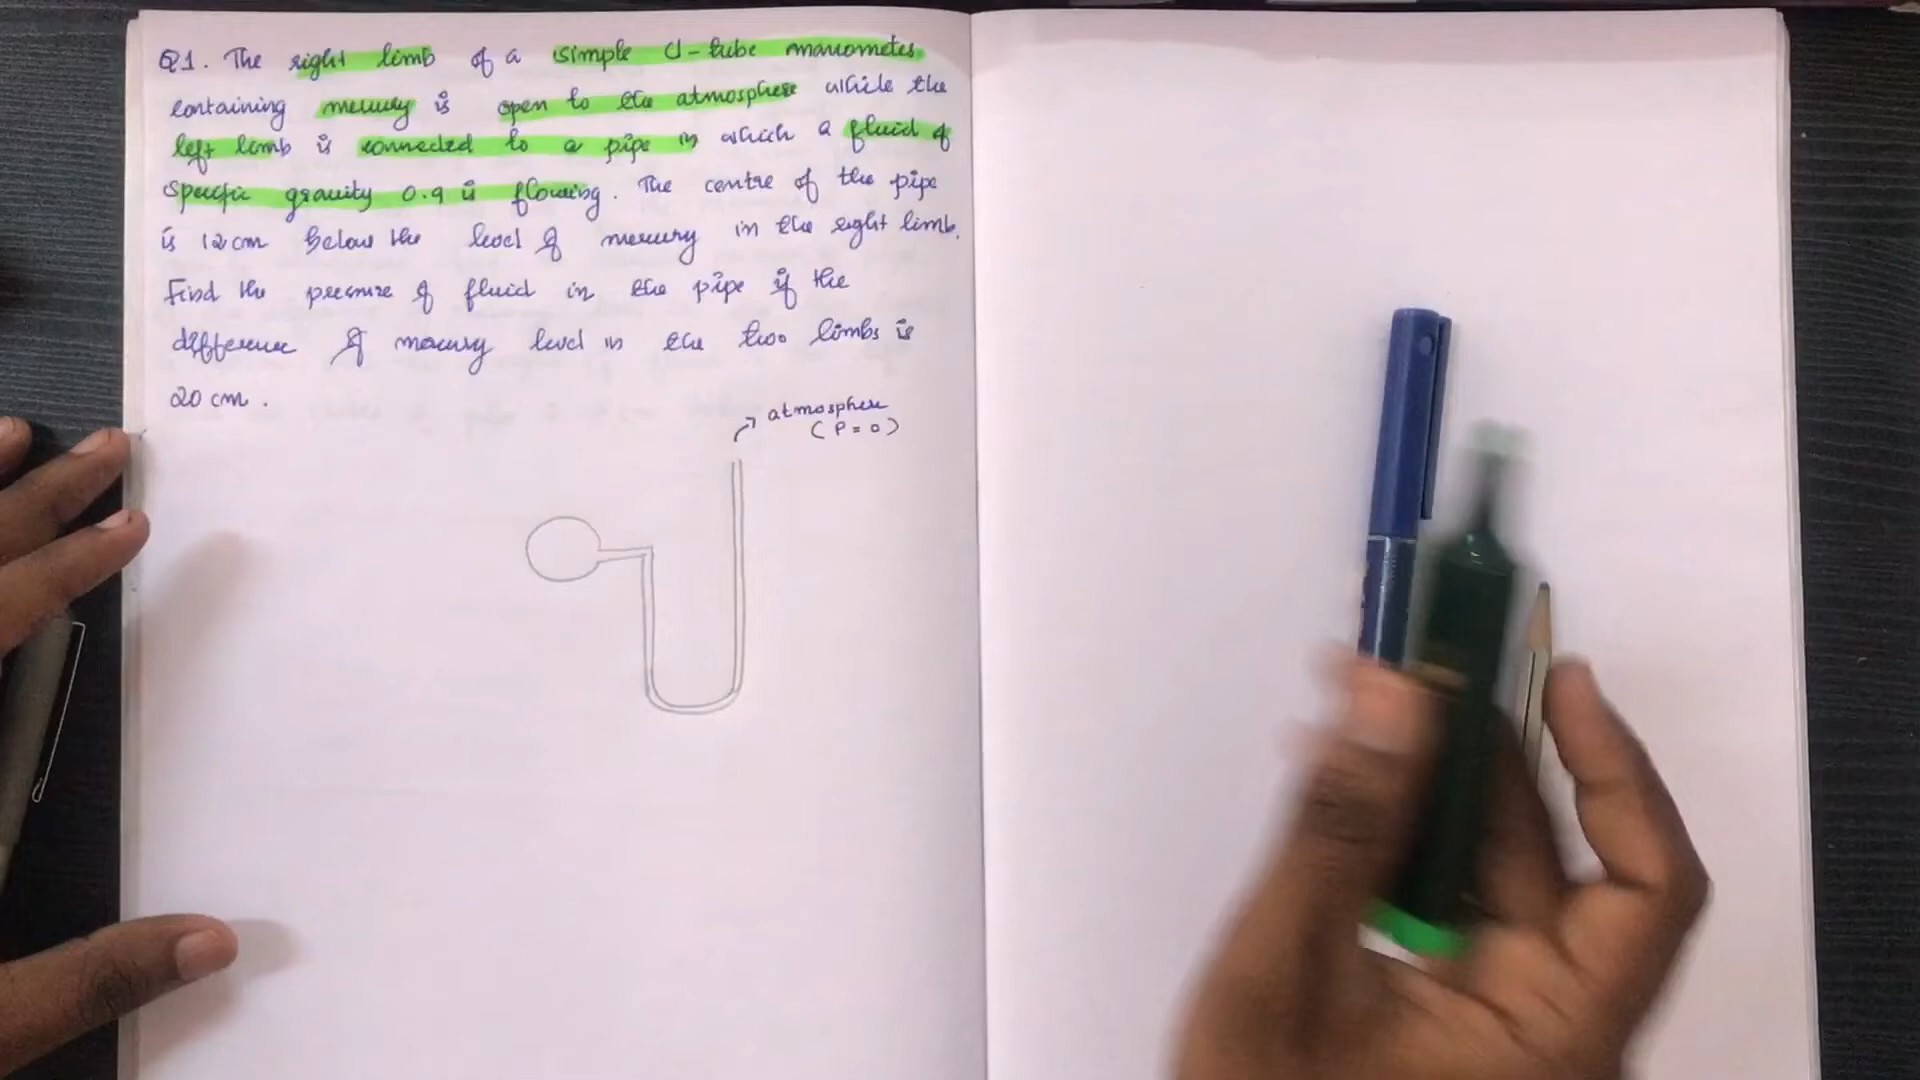 Q1. The right limb of a simple U-tube manometer
containing mercury is open to the atmosphere while the
left limb is connected to a pipe in which a fluid of
specific gravity 0.9 is flowing. The centre of the pipe
is 12 cm below the level of mercury in the right limb.
Find the pressure of fluid in the pipe if the
difference of mercury level in the two limbs is
20 cm.
atmosphere
(P = 0)